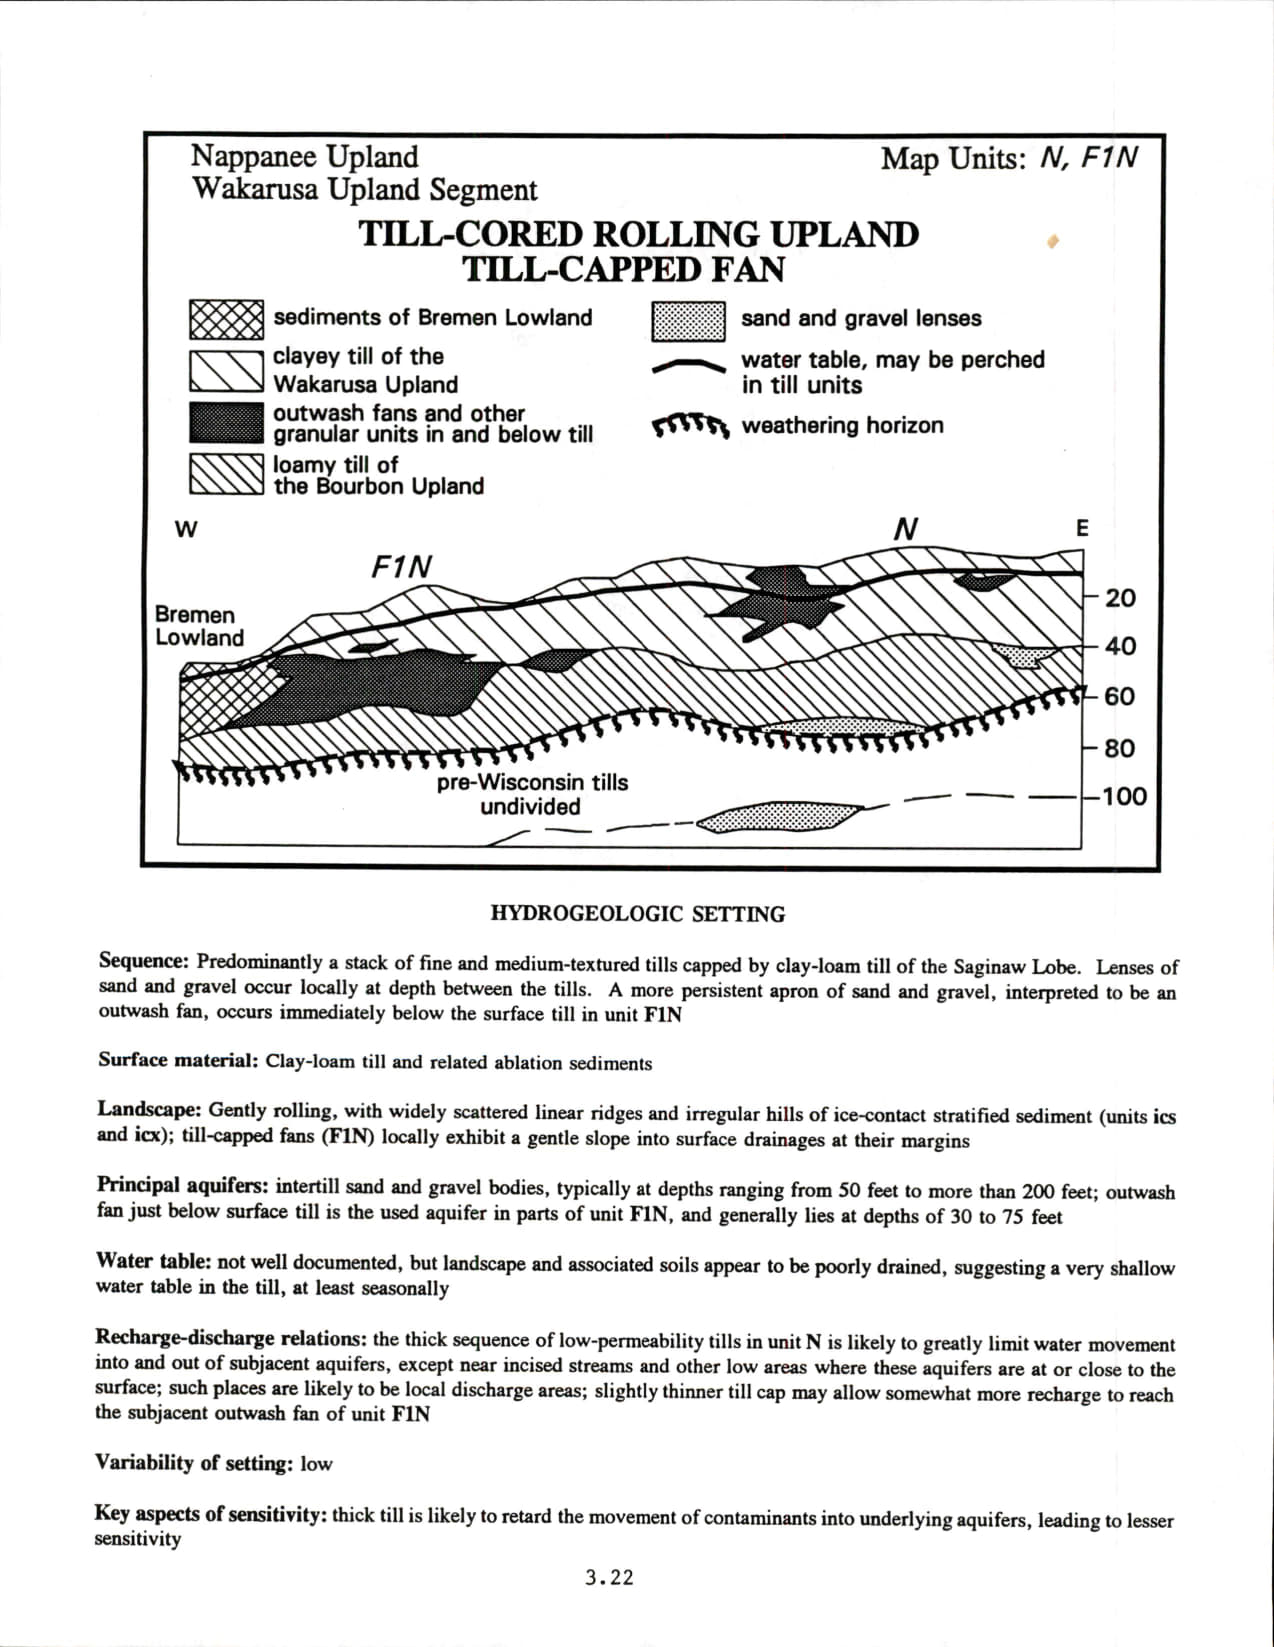 Nappanee Upland
Wakarusa Upland Segment
Map Units: N, F1N
TILL-CORED ROLLING UPLAND
TILL-CAPPED FAN
sediments of Bremen Lowland
clayey till of the
Wakarusa Upland
outwash fans and other
granular units in and below till
loamy till of
the Bourbon Upland
sand and gravel lenses
water table, may be perched
in till units
weathering horizon
W
N
E
F1N
Bremen
Lowland
20
40
60
80
100
pre-Wisconsin tills
undivided
HYDROGEOLOGIC SETTING
Sequence: Predominantly a stack of fine and medium-textured tills capped by clay-loam till of the Saginaw Lobe. Lenses of
sand and gravel occur locally at depth between the tills. A more persistent apron of sand and gravel, interpreted to be an
outwash fan, occurs immediately below the surface till in unit F1N
Surface material: Clay-loam till and related ablation sediments
Landscape: Gently rolling, with widely scattered linear ridges and irregular hills of ice-contact stratified sediment (units ics
and icx); till-capped fans (F1N) locally exhibit a gentle slope into surface drainages at their margins
Principal aquifers: intertill sand and gravel bodies, typically at depths ranging from 50 feet to more than 200 feet; outwash
fan just below surface till is the used aquifer in parts of unit F1N, and generally lies at depths of 30 to 75 feet
Water table: not well documented, but landscape and associated soils appear to be poorly drained, suggesting a very shallow
water table in the till, at least seasonally
Recharge-discharge relations: the thick sequence of low-permeability tills in unit N is likely to greatly limit water movement
into and out of subjacent aquifers, except near incised streams and other low areas where these aquifers are at or close to the
surface; such places are likely to be local discharge areas; slightly thinner till cap may allow somewhat more recharge to reach
the subjacent outwash fan of unit F1N
Variability of setting: low
Key aspects of sensitivity: thick till is likely to retard the movement of contaminants into underlying aquifers, leading to lesser
sensitivity
3.22